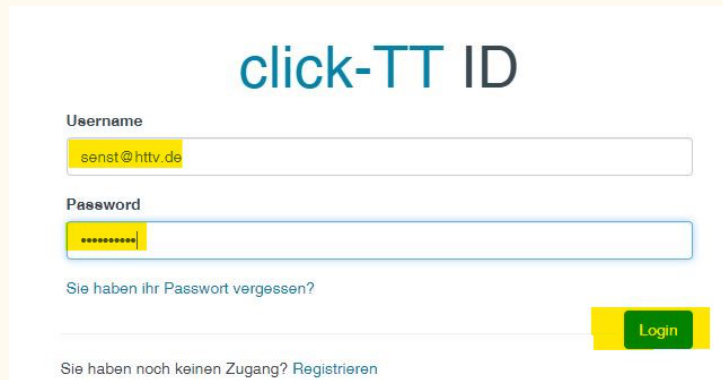 click-TT ID
Username
senst@httv.de
Password
••••••••••
Sie haben ihr Passwort vergessen?
Login
Sie haben noch keinen Zugang? Registrieren